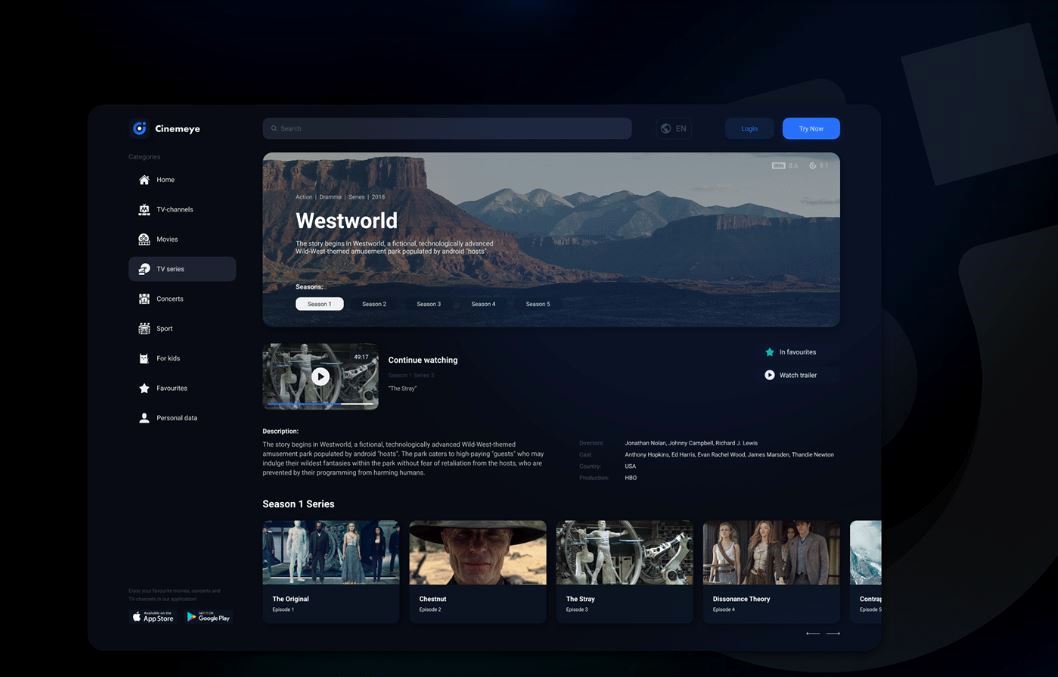 Cinemeye
Search
EN
Login
Try Now
Categories
Home
TV-channels
Movies
TV series
Concerts
Sport
For kids
Favourites
Personal data
Action | Dramma | Series | 2016
Westworld
The story begins in Westworld, a fictional, technologically advanced
Wild-West-themed amusement park populated by android "hosts".
Seasons:
Season 1
Season 2
Season 3
Season 4
Season 5
49:17
Continue watching
Season 1 Series 3
"The Stray"
In favourites
Watch trailer
Description:
The story begins in Westworld, a fictional, technologically advanced Wild-West-themed
amusement park populated by android "hosts". The park caters to high-paying "guests" who may
indulge their wildest fantasies within the park without fear of retaliation from the hosts, who are
prevented by their programming from harming humans.
Directord: Jonathan Nolan, Johnny Campbell, Richard J. Lewis
Cast: Anthony Hopkins, Ed Harris, Evan Rachel Wood, James Marsden, Thandie Newton
Country: USA
Production: HBO
Season 1 Series
The Original
Episode 1
Chestnut
Episode 2
The Stray
Episode 3
Dissonance Theory
Episode 4
Contrap
Episode 5
Enjoy your favourite movies, concerts and
TV channels in our application!
Available on the
App Store
GET IT ON
Google Play